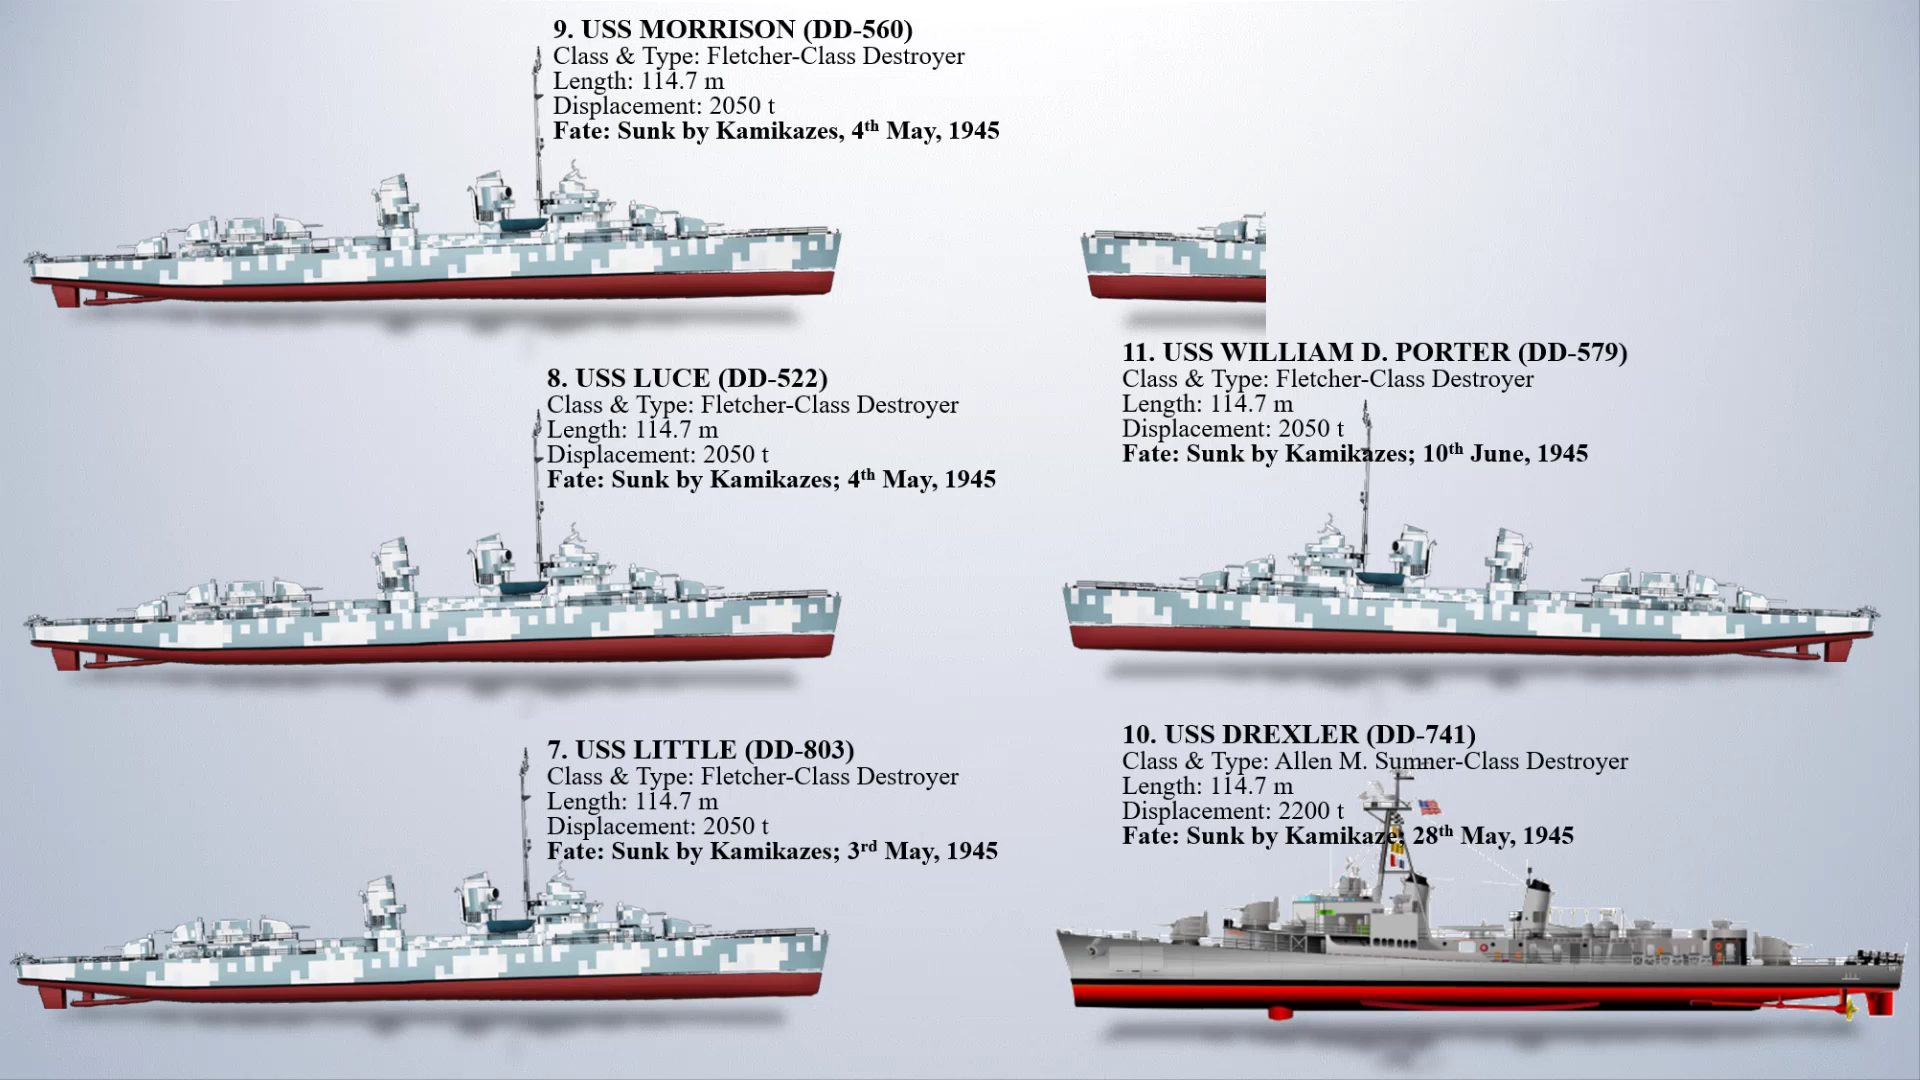 9. USS MORRISON (DD-560)
Class & Type: Fletcher-Class Destroyer
Length: 114.7 m
Displacement: 2050 t
Fate: Sunk by Kamikazes, 4th May, 1945
8. USS LUCE (DD-522)
Class & Type: Fletcher-Class Destroyer
Length: 114.7 m
Displacement: 2050 t
Fate: Sunk by Kamikazes; 4th May, 1945
7. USS LITTLE (DD-803)
Class & Type: Fletcher-Class Destroyer
Length: 114.7 m
Displacement: 2050 t
Fate: Sunk by Kamikazes; 3rd May, 1945
11. USS WILLIAM D. PORTER (DD-579)
Class & Type: Fletcher-Class Destroyer
Length: 114.7 m
Displacement: 2050 t
Fate: Sunk by Kamikazes; 10th June, 1945
10. USS DREXLER (DD-741)
Class & Type: Allen M. Sumner-Class Destroyer
Length: 114.7 m
Displacement: 2200 t
Fate: Sunk by Kamikaze; 28th May, 1945